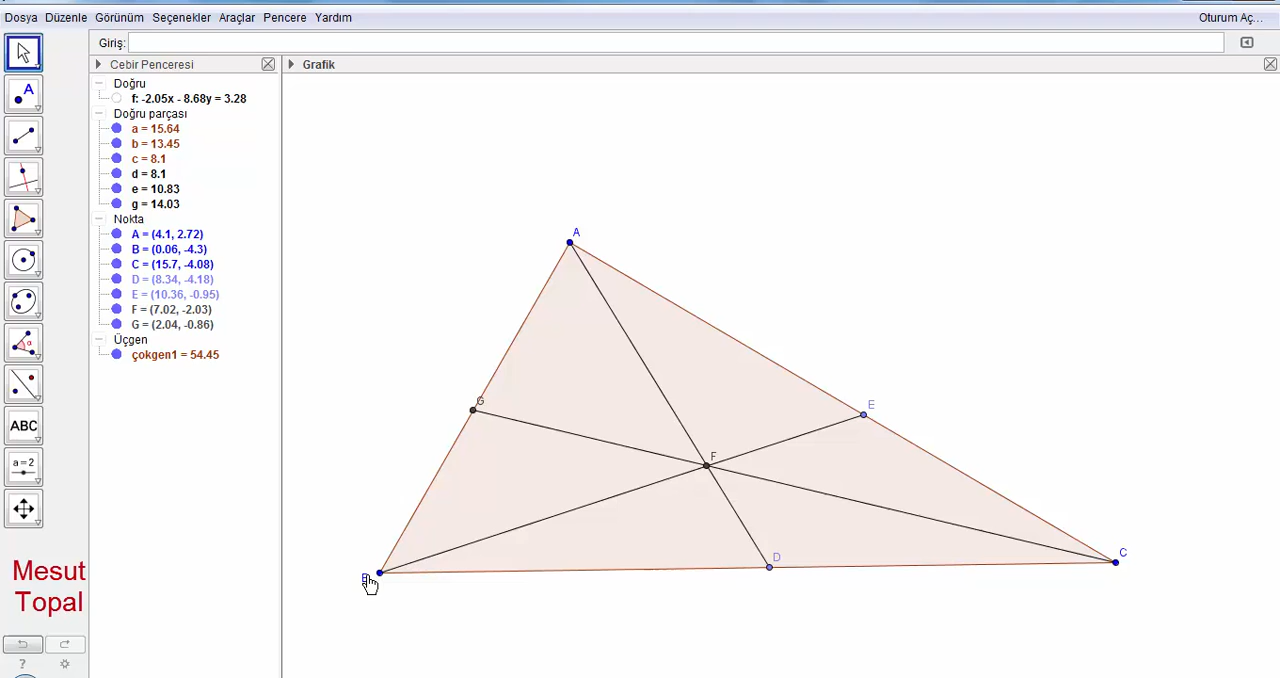 Dosya Düzenle Görünüm Seçenekler Araçlar Pencere Yardım Oturum Aç...
Giriş:
Cebir Penceresi
Grafik
Doğru
f: -2.05x - 8.68y = 3.28
Doğru parçası
a = 15.64
b = 13.45
c = 8.1
d = 8.1
e = 10.83
g = 14.03
Nokta
A = (4.1, 2.72)
B = (0.06, -4.3)
C = (15.7, -4.08)
D = (8.34, -4.18)
E = (10.36, -0.95)
F = (7.02, -2.03)
G = (2.04, -0.86)
Üçgen
çokgen1 = 54.45
A
α
ABC
a = 2
Mesut
Topal
?
A
G
E
F
D
C